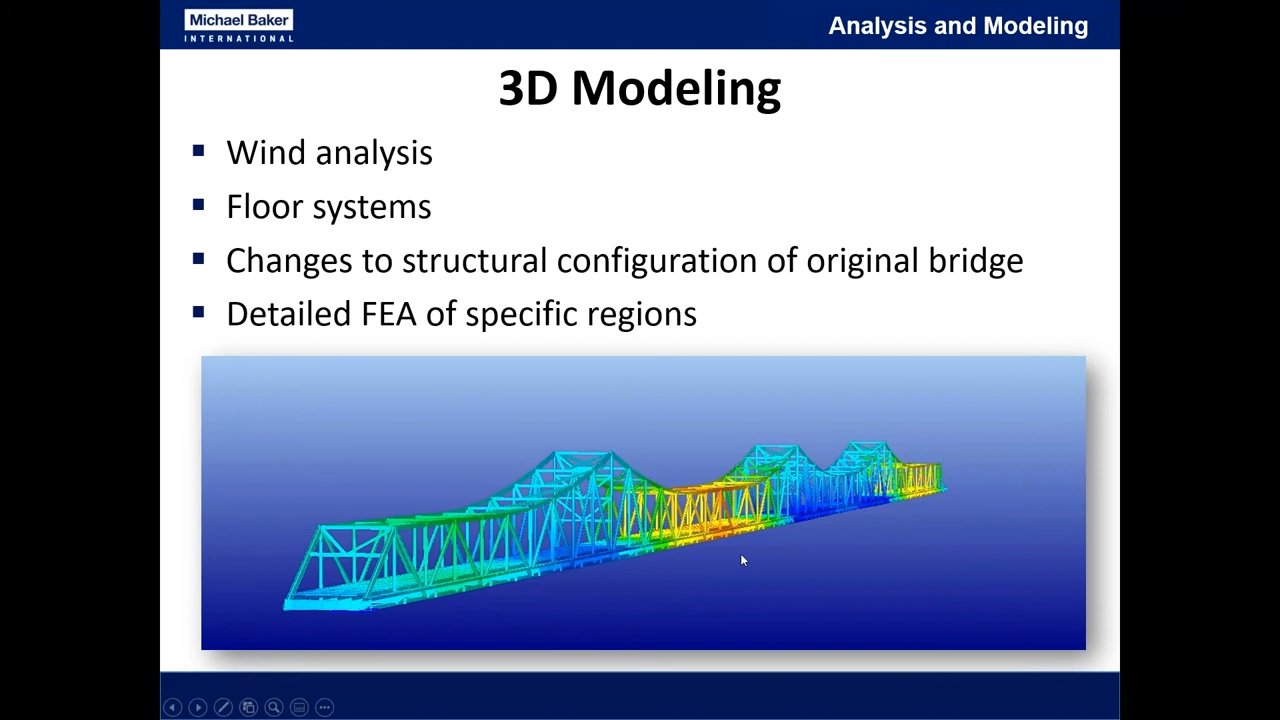 Michael Baker
INTERNATIONAL
Analysis and Modeling
3D Modeling
Wind analysis
Floor systems
Changes to structural configuration of original bridge
Detailed FEA of specific regions